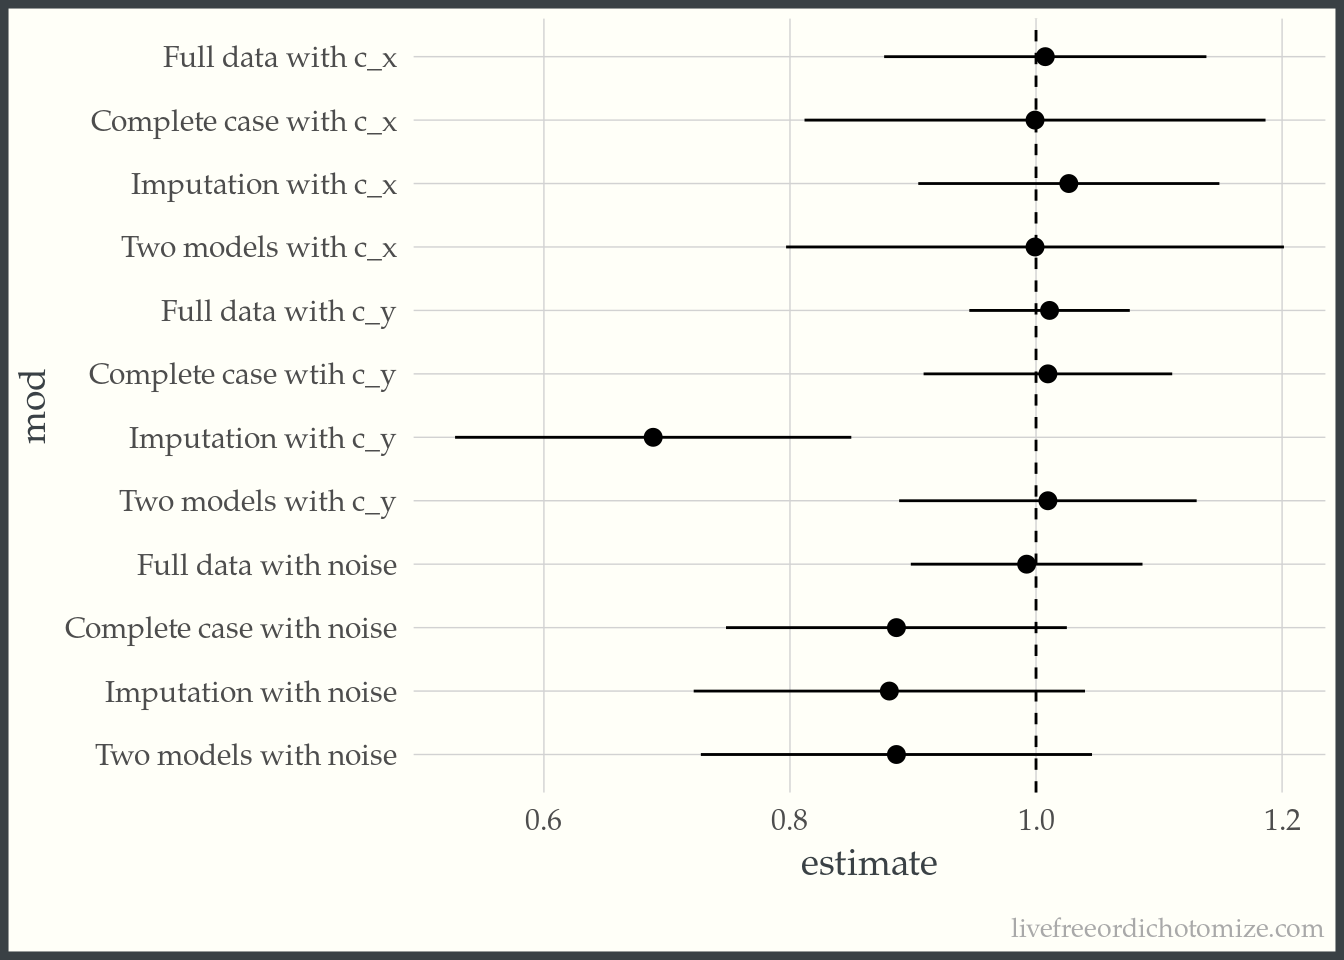 Full data with c_x
Complete case with c_x
Imputation with c_x
Two models with c_x
Full data with c_y
Complete case wtih c_y
Imputation with c_y
Two models with c_y
Full data with noise
Complete case with noise
Imputation with noise
Two models with noise
mod
0.6 0.8 1.0 1.2
estimate
livefreeordichotomize.com